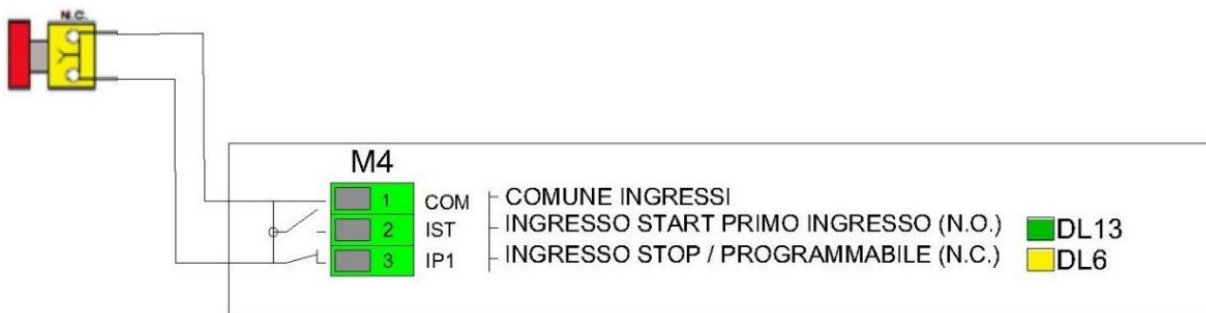 N.C.
M4
1 COM COMUNE INGRESSI
2 IST INGRESSO START PRIMO INGRESSO (N.O.) DL13
3 IP1 INGRESSO STOP / PROGRAMMABILE (N.C.) DL6